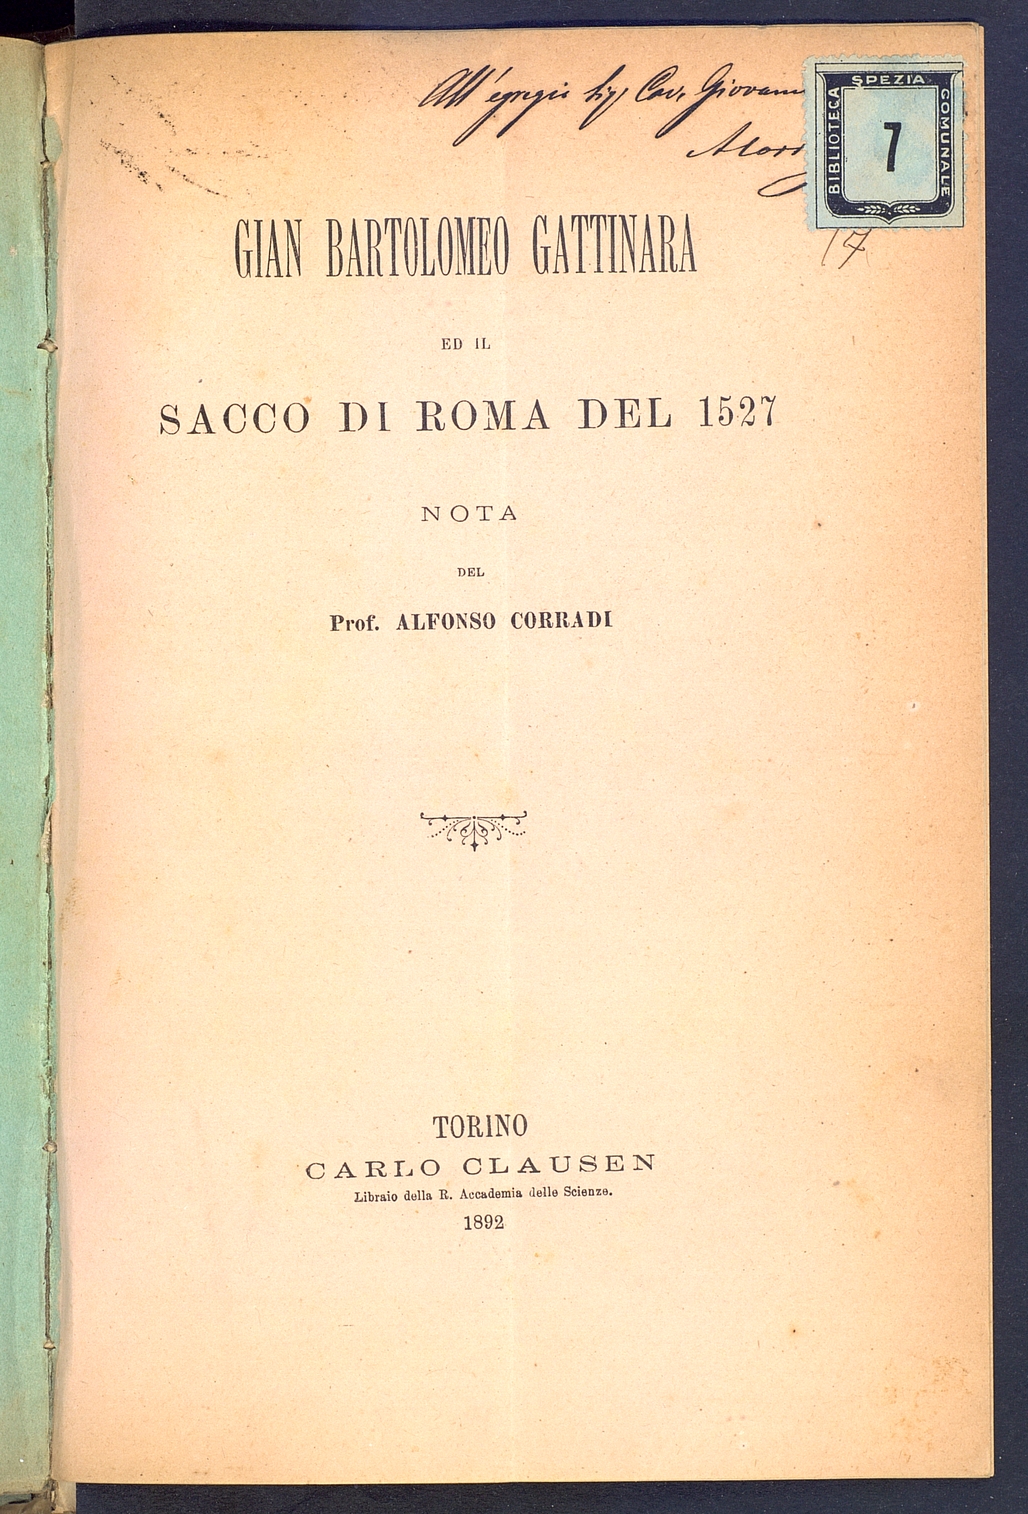 All'egregio Sig. Cav. Giovanni
SPEZIA
BIBLIOTECA
COMUNALE
7
GIAN BARTOLOMEO GATTINARA
ED IL
SACCO DI ROMA DEL 1527
NOTA
DEL
Prof. ALFONSO CORRADI
TORINO
CARLO CLAUSEN
Libraio della R. Accademia delle Scienze.
1892